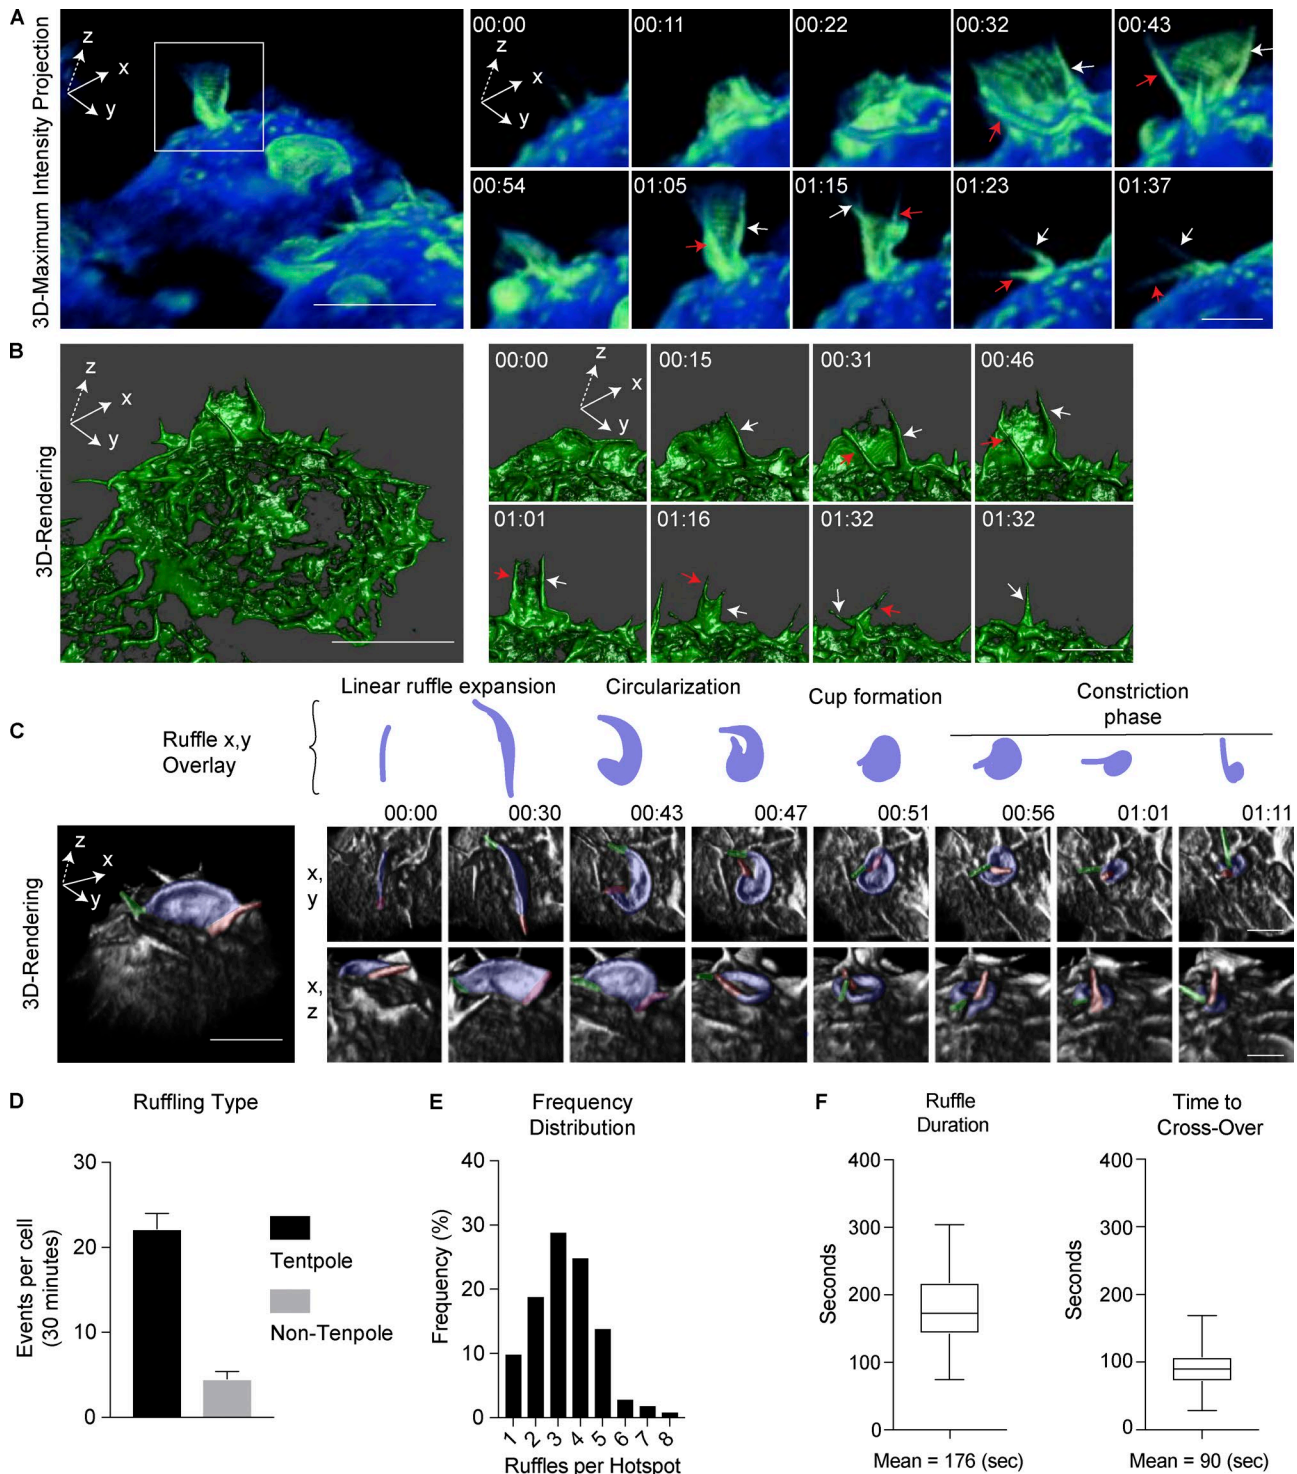 A
3D-Maximum Intensity Projection
z
x
y
00:00
00:11
00:22
00:32
00:43
z
x
y
00:54
01:05
01:15
01:23
01:37
B
3D-Rendering
z
x
y
00:00
00:15
00:31
00:46
z
x
y
01:01
01:16
01:32
01:32
Linear ruffle expansion
Circularization
Cup formation
Constriction
phase
C
Ruffle x,y
Overlay
3D-Rendering
z
x
y
00:00
00:30
00:43
00:47
00:51
00:56
01:01
01:11
x,
y
x,
z
D
Ruffling Type
Events per cell
(30 minutes)
30
20
10
0
Tentpole
Non-Tenpole
E
Frequency
Distribution
Frequency (%)
40
30
20
10
0
1 2 3 4 5 6 7 8
Ruffles per Hotspot
F
Ruffle
Duration
Seconds
400
300
200
100
0
Mean = 176 (sec)
Time to
Cross-Over
Seconds
400
300
200
100
0
Mean = 90 (sec)